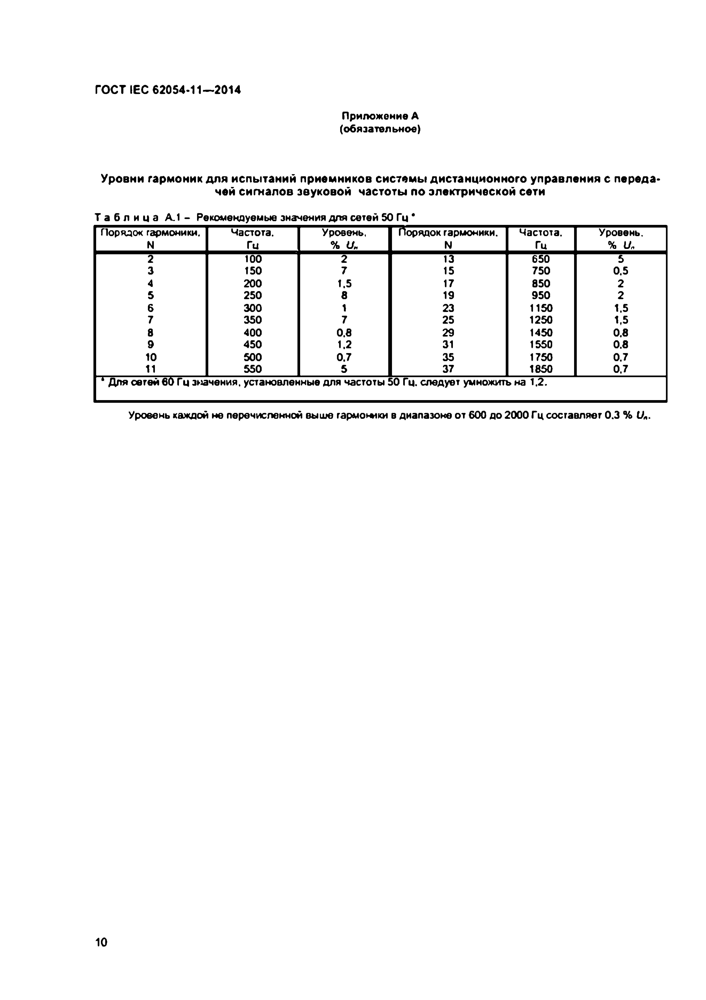 ГОСТ IEC 62054-11—2014
Приложение А
(обязательное)
Уровни гармоник для испытаний приемников системы дистанционного управления с переда-
чей сигналов звуковой частоты по электрической сети
Таблица А.1 – Рекомендуемые значения для сетей 50 Гц *
Порядок гармоники, N | Частота, Гц | Уровень, % Uн | Порядок гармоники, N | Частота, Гц | Уровень, % Uп
2 | 100 | 2 | 13 | 650 | 5
3 | 150 | 7 | 15 | 750 | 0,5
4 | 200 | 1,5 | 17 | 850 | 2
5 | 250 | 8 | 19 | 950 | 2
6 | 300 | 1 | 23 | 1150 | 1,5
7 | 350 | 7 | 25 | 1250 | 1,5
8 | 400 | 0,8 | 29 | 1450 | 0,8
9 | 450 | 1,2 | 31 | 1550 | 0,8
10 | 500 | 0,7 | 35 | 1750 | 0,7
11 | 550 | 5 | 37 | 1850 | 0,7
* Для сетей 60 Гц значения, установленные для частоты 50 Гц, следует умножить на 1,2.
Уровень каждой не перечисленной выше гармоники в диапазоне от 600 до 2000 Гц составляет 0,3 % Uп.
10